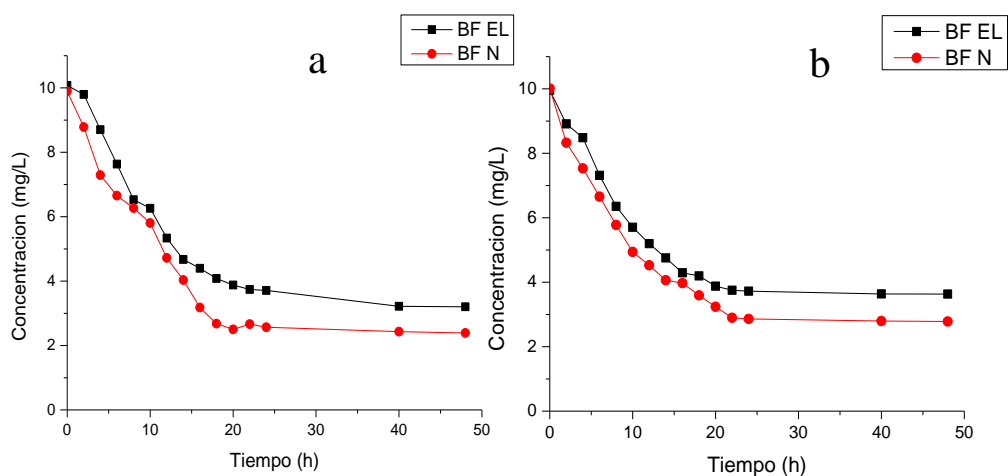 BF EL
BF N
a
10
8
6
4
2
0
0 10 20 30 40 50
Concentracion (mg/L)
Tiempo (h)
BF EL
BF N
b
10
8
6
4
2
0
0 10 20 30 40 50
Concentracion (mg/L)
Tiempo (h)